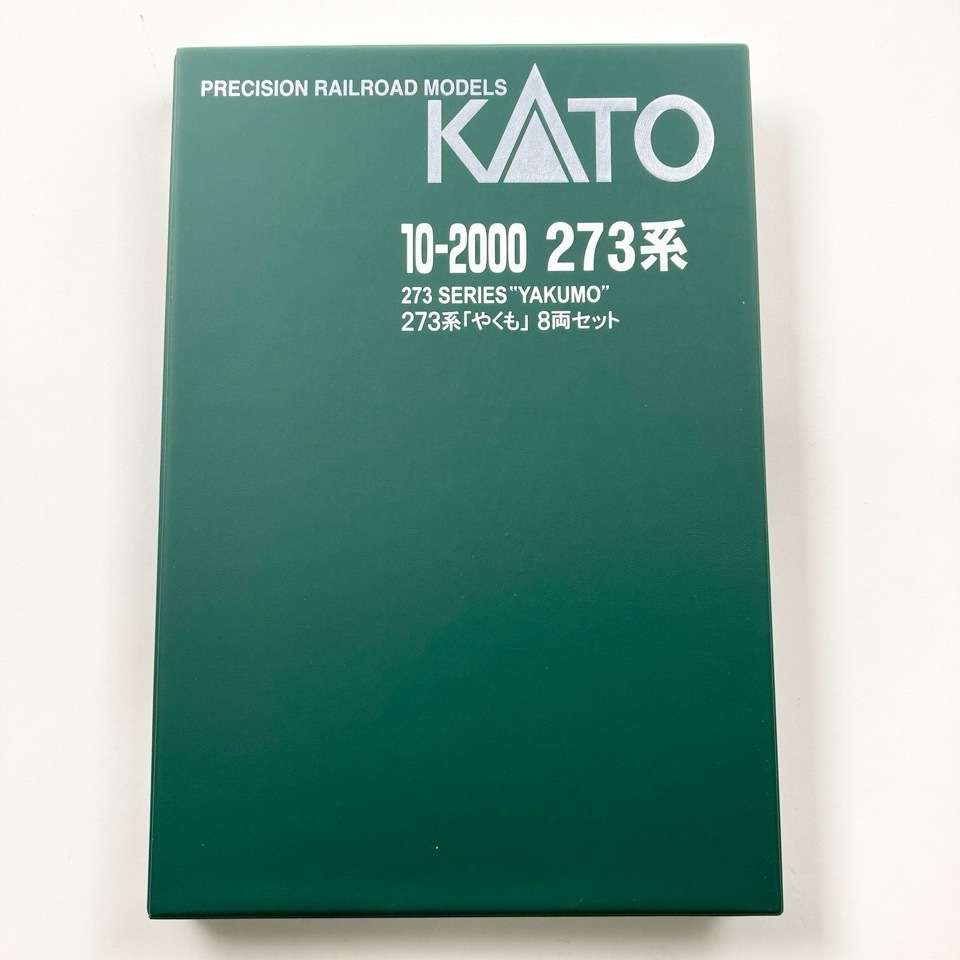 PRECISION RAILROAD MODELS
KATO
10-2000 273系
273 SERIES “YAKUMO”
273系「やくも」 8両セット